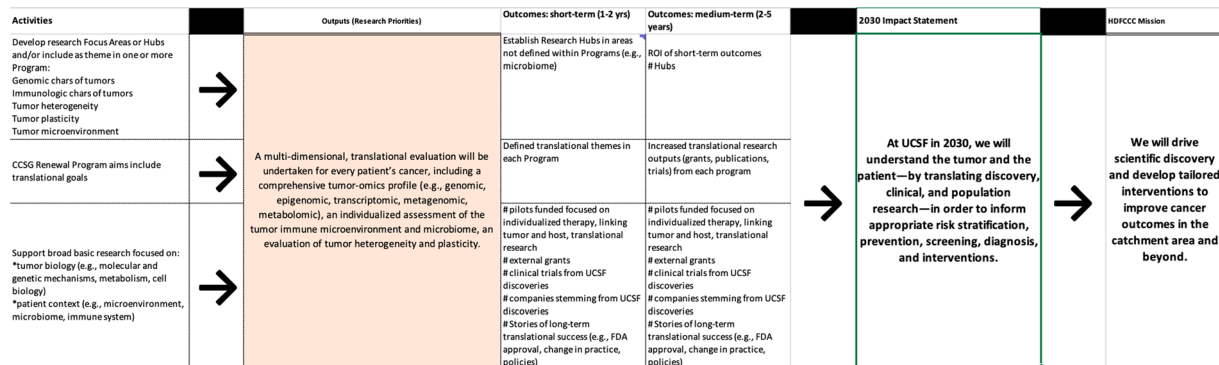 Activities
Outputs (Research Priorities)
Outcomes: short-term (1-2 yrs)
Outcomes: medium-term (2-5
years)
2030 Impact Statement
HDFCCC Mission
Develop research Focus Areas or Hubs
and/or include as theme in one or more
Program:
Genomic chars of tumors
Immunologic chars of tumors
Tumor heterogeneity
Tumor plasticity
Tumor microenvironment
CCSG Renewal Program aims include
translational goals
Support broad basic research focused on:
*tumor biology (e.g., molecular and
genetic mechanisms, metabolism, cell
biology)
*patient context (e.g., microenvironment,
microbiome, immune system)
A multi-dimensional, translational evaluation will be
undertaken for every patient's cancer, including a
comprehensive tumor-omics profile (e.g., genomic,
epigenomic, transcriptomic, metagenomic,
metabolomic), an individualized assessment of the
tumor immune microenvironment and microbiome, an
evaluation of tumor heterogeneity and plasticity.
Establish Research Hubs in areas
not defined within Programs (e.g.,
microbiome)
Defined translational themes in
each Program
# pilots funded focused on
individualized therapy, linking
tumor and host, translational
research
# external grants
# clinical trials from UCSF
discoveries
# companies stemming from UCSF
discoveries
# Stories of long-term
translational success (e.g., FDA
approval, change in practice,
policies)
ROI of short-term outcomes
# Hubs
Increased translational research
outputs (grants, publications,
trials) from each program
# pilots funded focused on
individualized therapy, linking
tumor and host, translational
research
# external grants
# clinical trials from UCSF
discoveries
# companies stemming from UCSF
discoveries
# Stories of long-term
translational success (e.g., FDA
approval, change in practice,
policies)
At UCSF in 2030, we will
understand the tumor and the
patient—by translating discovery,
clinical, and population
research—in order to inform
appropriate risk stratification,
prevention, screening, diagnosis,
and interventions.
We will drive
scientific discovery
and develop tailored
interventions to
improve cancer
outcomes in the
catchment area and
beyond.